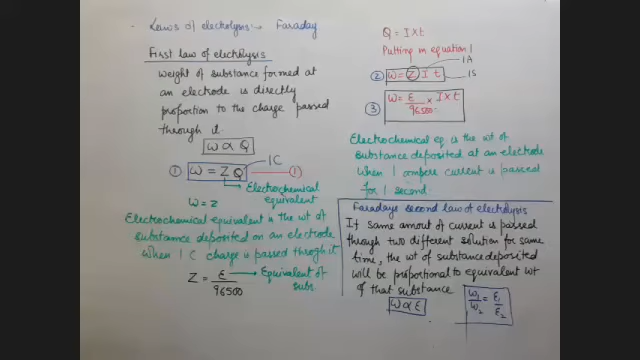 - Laws of electrolysis :- Faraday
First law of electrolysis
Weight of substance formed at
an electrode is directly
proportion to the charge passed
through it
W ∝ Q
① W = Z Q 1C ①
Electrochemical
equivalent
W = Z
Electrochemical equivalent is the wt of
substance deposited on an electrode
when 1 C charge is passed through it
Z = E / 96500 → Equivalent of
subs.
Q = I × t
Putting in equation 1
1A
② W = Z I t 1S
③ W = E / 96500 × I × t
Electrochemical eq is the wt of
substance deposited at an electrode
when 1 ampere current is passed
for 1 second.
Faradays second law of electrolysis
If same amount of current is passed
through two different solution for same
time, the wt of substance deposited
will be proportional to equivalent wt
of that substance
W ∝ E
W1 / W2 = E1 / E2